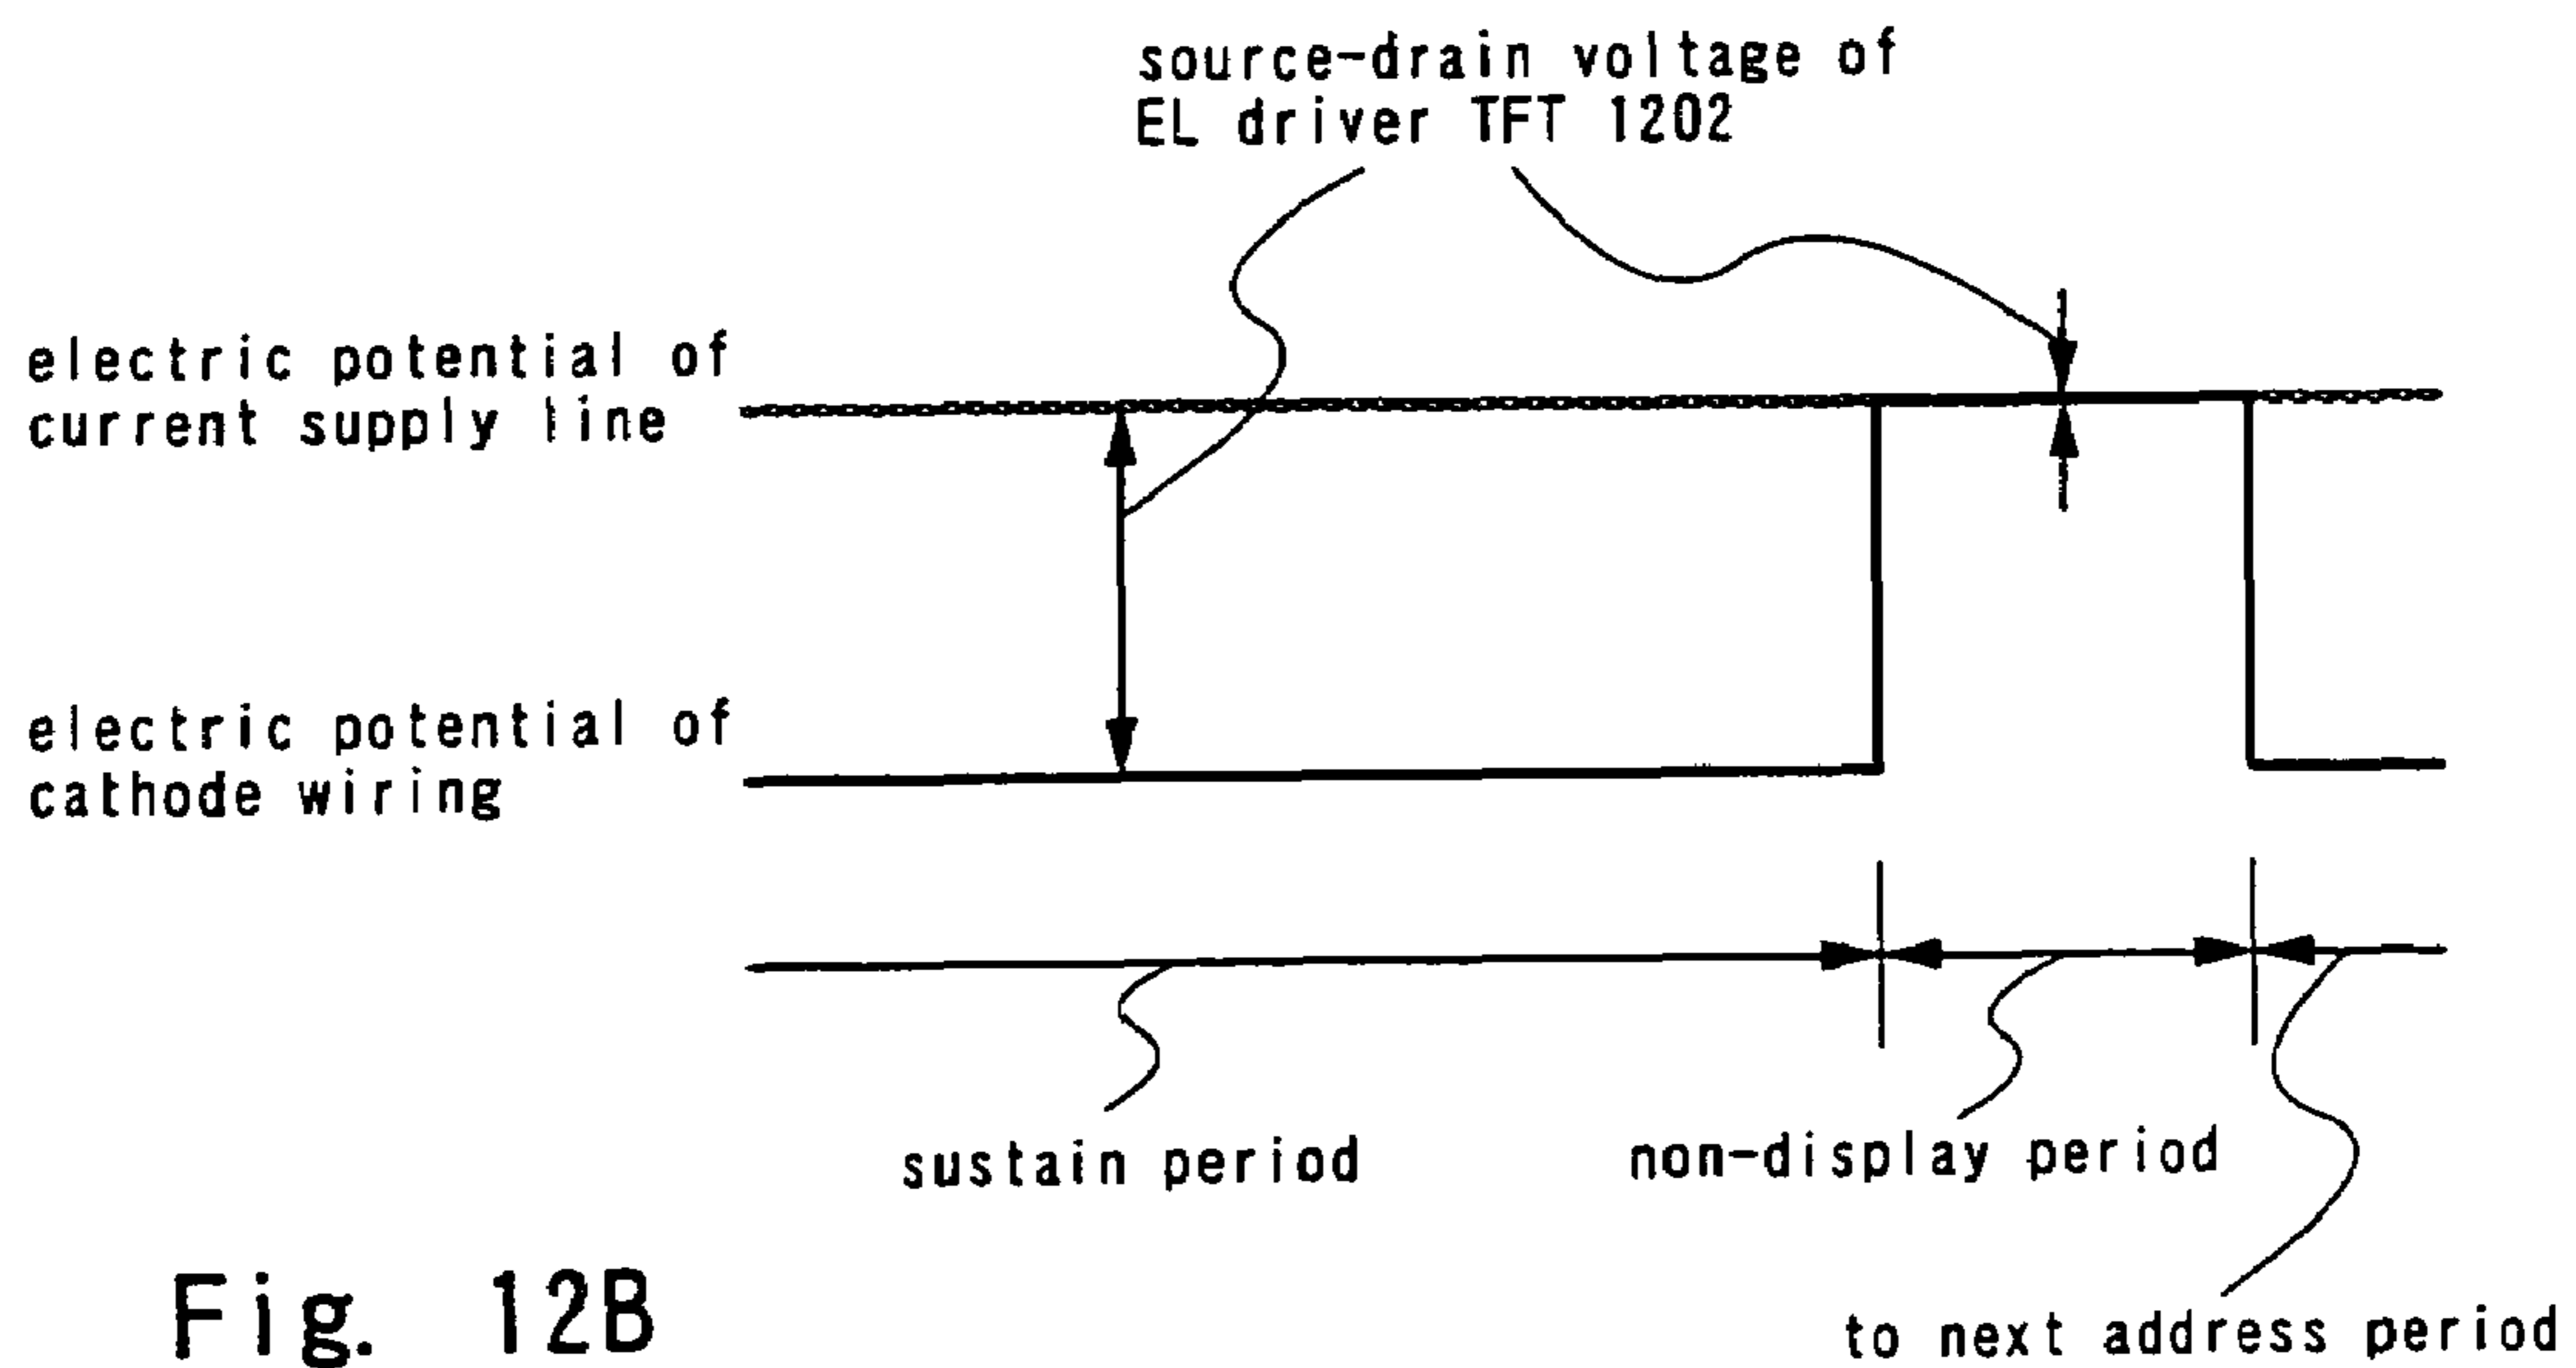 source-drain voltage of
EL driver TFT 1202
electric potential of
current supply line
electric potential of
cathode wiring
sustain period
non-display period
to next address period
Fig. 12B